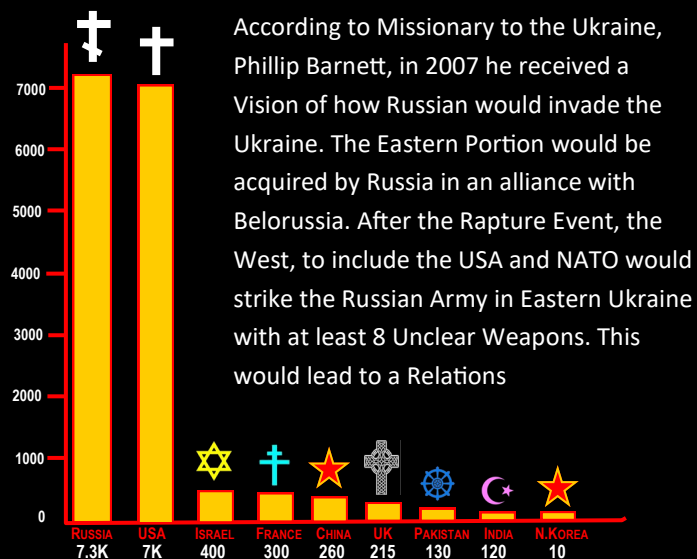 According to Missionary to the Ukraine,
Phillip Barnett, in 2007 he received a
Vision of how Russian would invade the
Ukraine. The Eastern Portion would be
acquired by Russia in an alliance with
Belorussia. After the Rapture Event, the
West, to include the USA and NATO would
strike the Russian Army in Eastern Ukraine
with at least 8 Unclear Weapons. This
would lead to a Relations
7000
6000
5000
4000
3000
2000
1000
0
RUSSIA USA ISRAEL FRANCE CHINA UK PAKISTAN INDIA N.KOREA
7.3K 7K 400 300 260 215 130 120 10